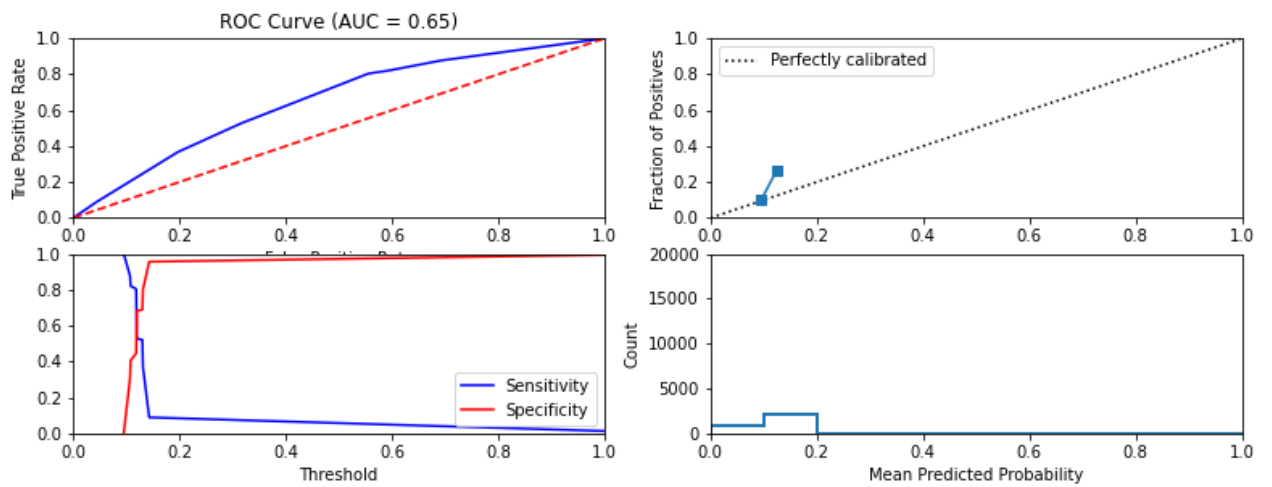 ROC Curve (AUC = 0.65)
True Positive Rate
1.0
0.8
0.6
0.4
0.2
0.0
0.0 0.2 0.4 0.6 0.8 1.0
Fraction of Positives
1.0
0.8
0.6
0.4
0.2
0.0
Perfectly calibrated
0.0 0.2 0.4 0.6 0.8 1.0
1.0
0.8
0.6
0.4
0.2
0.0
Sensitivity
Specificity
0.0 0.2 0.4 0.6 0.8 1.0
Threshold
Count
20000
15000
10000
5000
0
0.0 0.2 0.4 0.6 0.8 1.0
Mean Predicted Probability